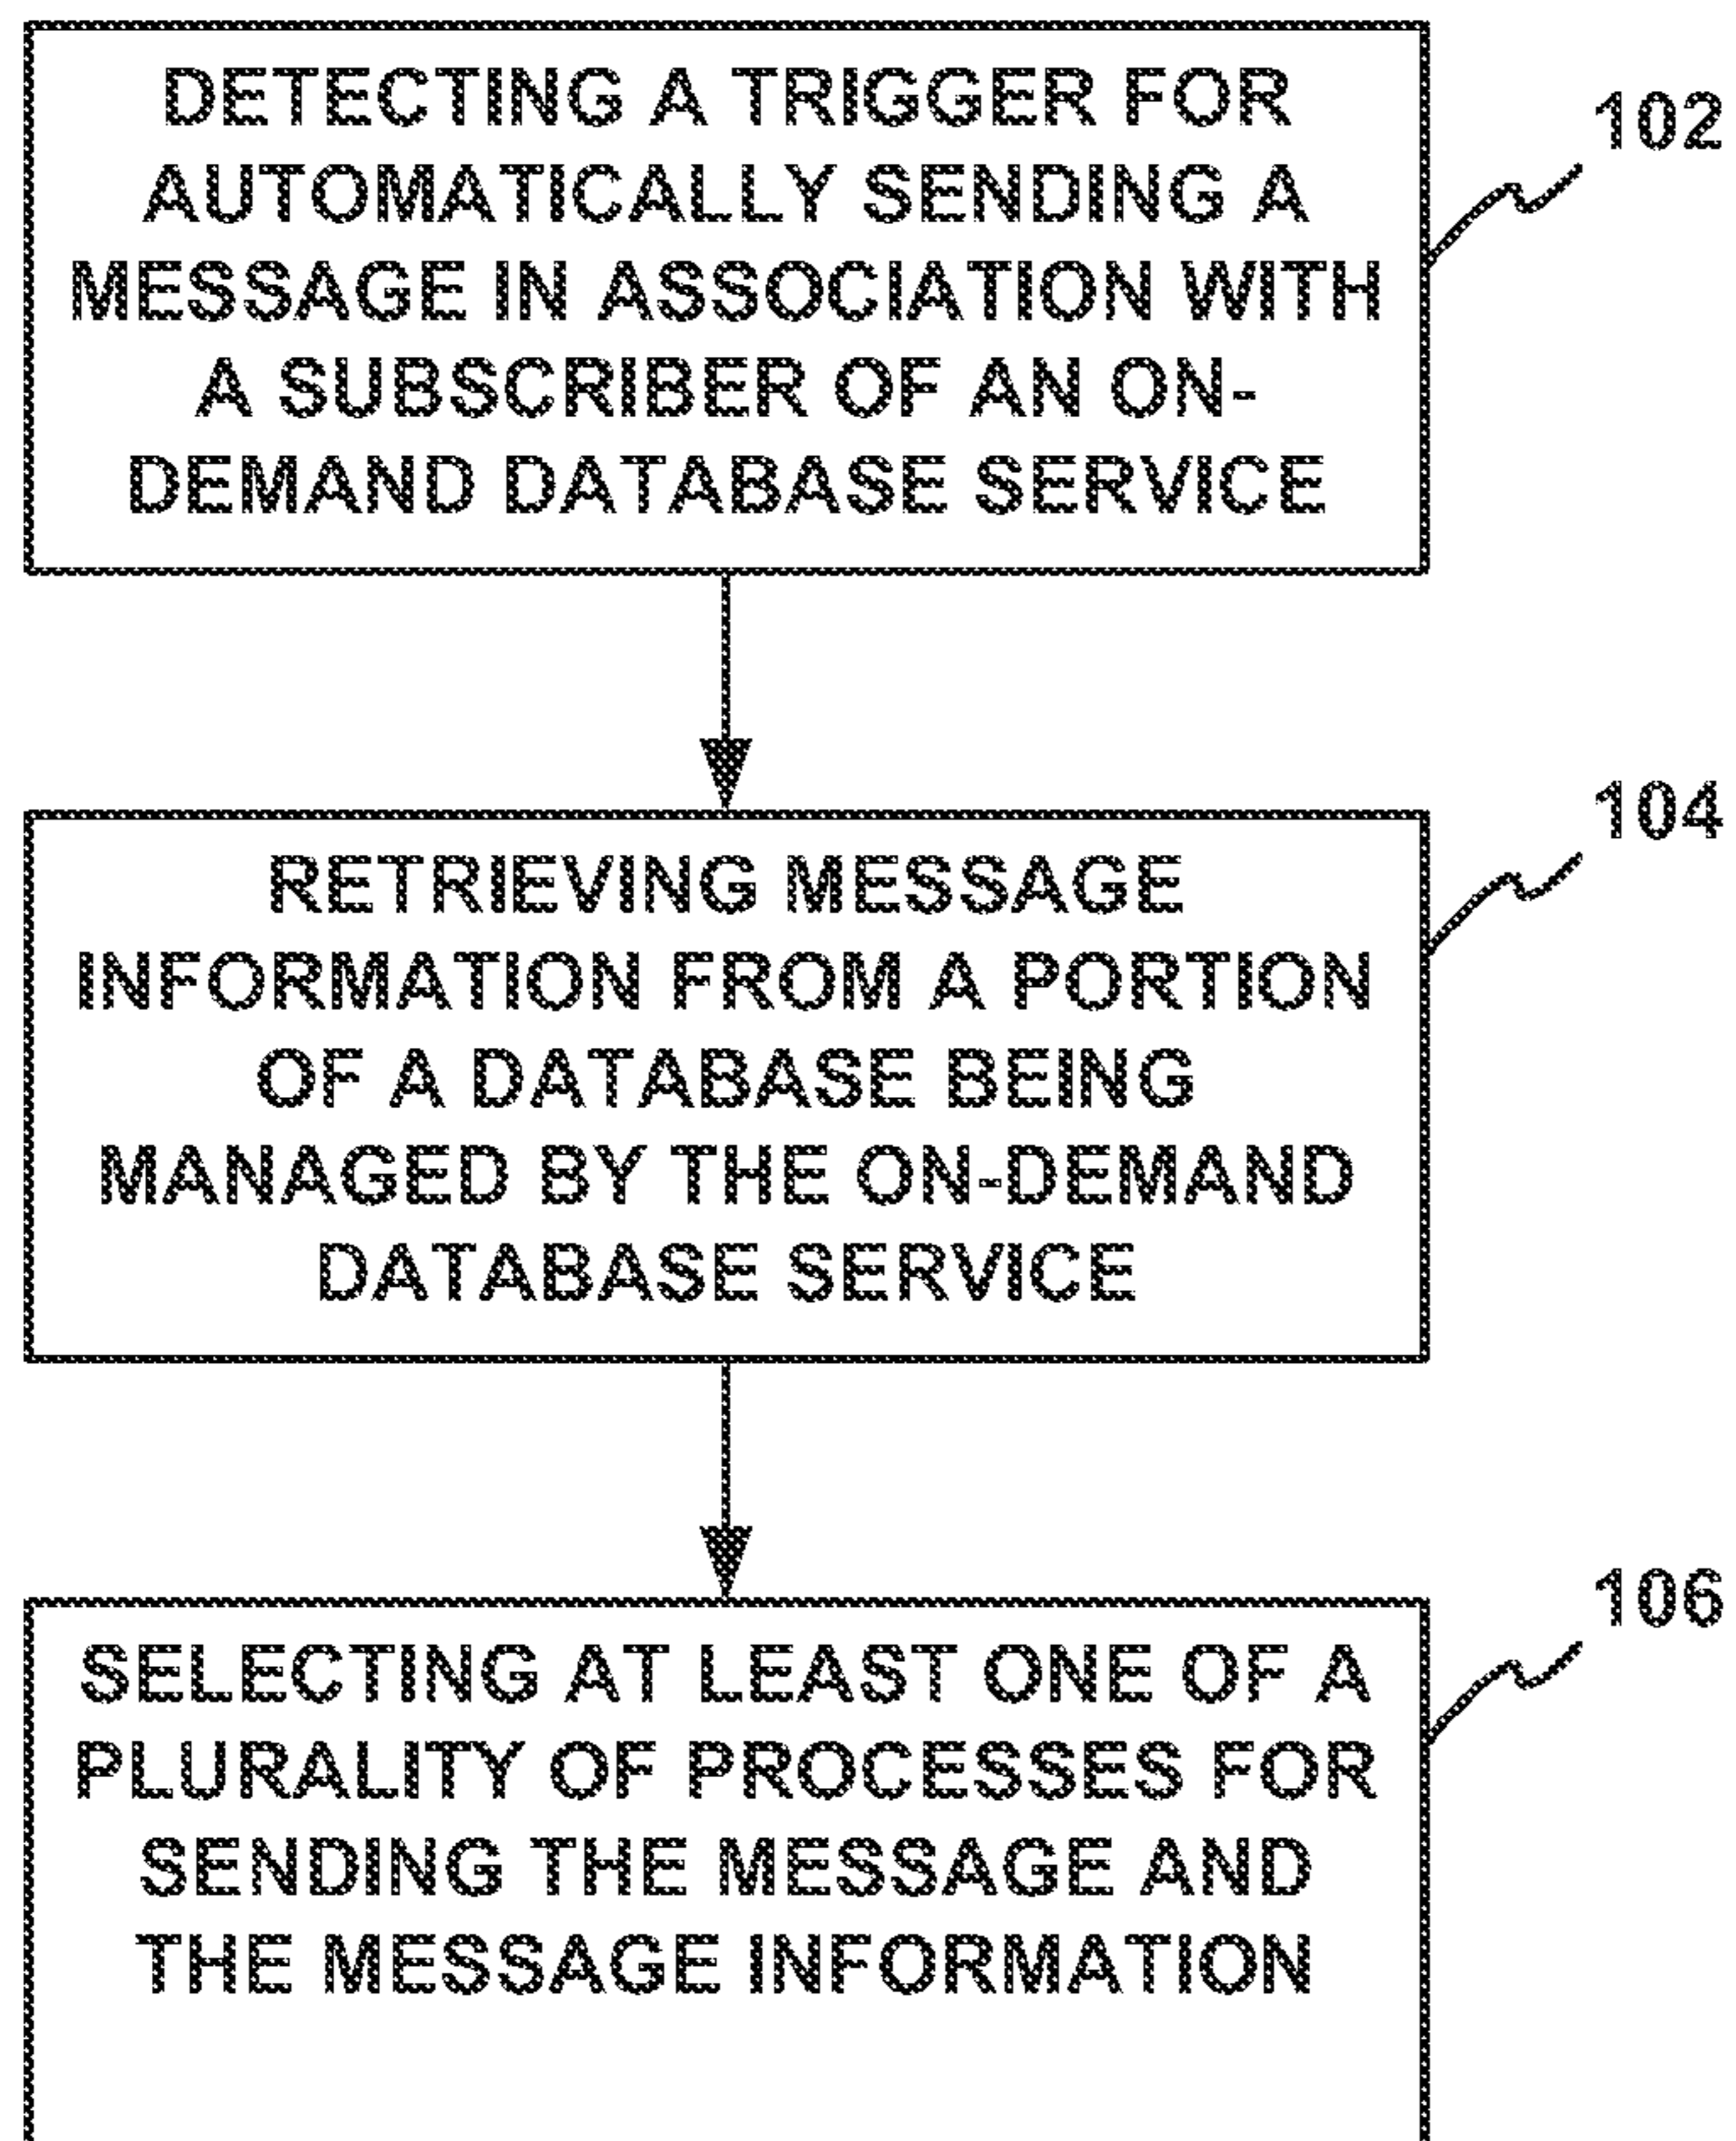 DETECTING A TRIGGER FOR
AUTOMATICALLY SENDING A
MESSAGE IN ASSOCIATION WITH
A SUBSCRIBER OF AN ON-
DEMAND DATABASE SERVICE
102
RETRIEVING MESSAGE
INFORMATION FROM A PORTION
OF A DATABASE BEING
MANAGED BY THE ON-DEMAND
DATABASE SERVICE
104
SELECTING AT LEAST ONE OF A
PLURALITY OF PROCESSES FOR
SENDING THE MESSAGE AND
THE MESSAGE INFORMATION
106